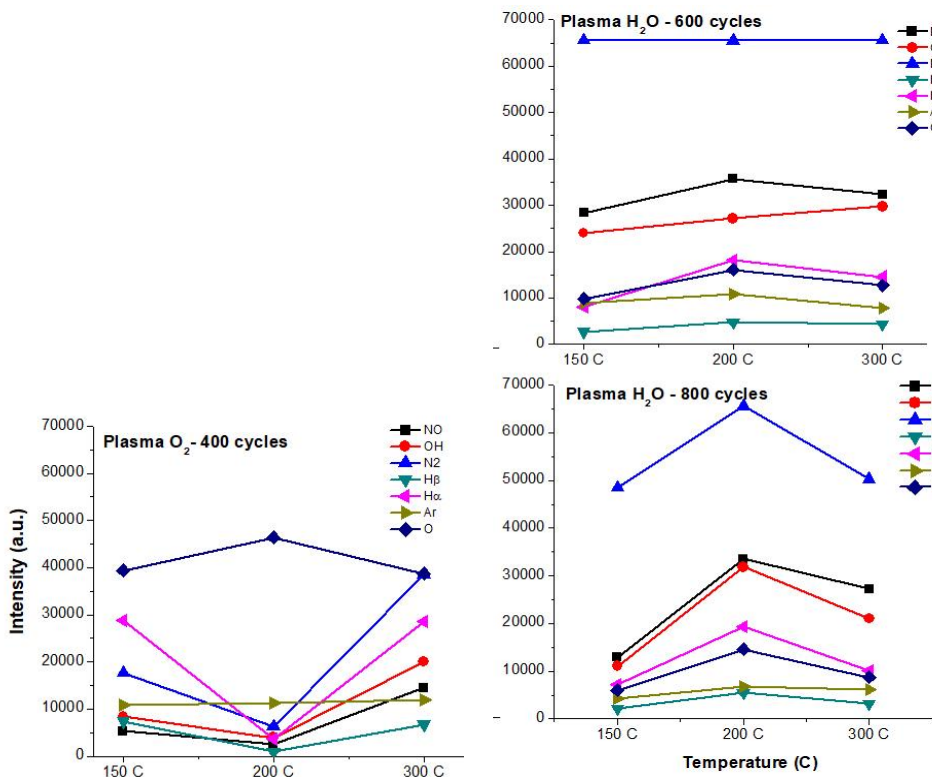 Plasma H₂O - 600 cycles
70000
60000
50000
40000
30000
20000
10000
0
150 C 200 C 300 C
Plasma H₂O - 800 cycles
70000
60000
50000
40000
30000
20000
10000
0
150 C 200 C 300 C
Temperature (C)
Plasma O₂ - 400 cycles
NO
OH
N2
Hβ
Hα
Ar
O
Intensity (a.u.)
70000
60000
50000
40000
30000
20000
10000
0
150 C 200 C 300 C